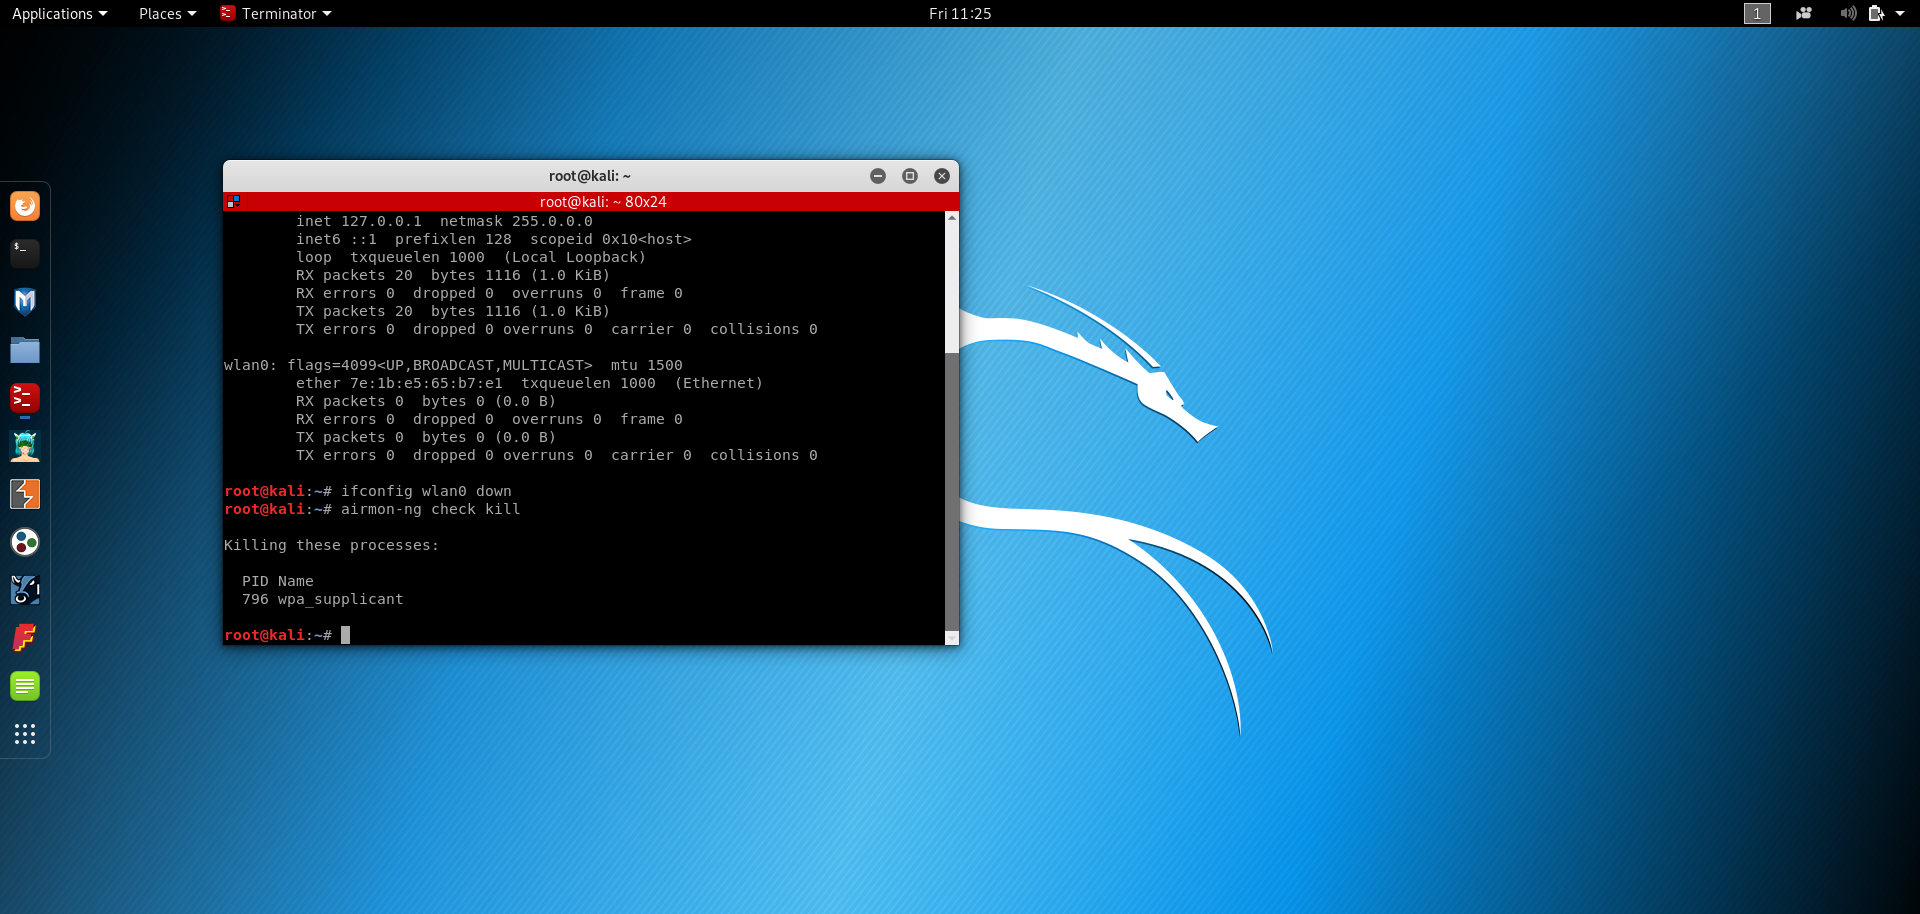 Applications Places Terminator Fri 11:25 1
root@kali: ~
root@kali: ~ 80x24
inet 127.0.0.1  netmask 255.0.0.0
inet6 ::1  prefixlen 128  scopeid 0x10<host>
loop  txqueuelen 1000  (Local Loopback)
RX packets 20  bytes 1116 (1.0 KiB)
RX errors 0  dropped 0  overruns 0  frame 0
TX packets 20  bytes 1116 (1.0 KiB)
TX errors 0  dropped 0 overruns 0  carrier 0  collisions 0
wlan0: flags=4099<UP,BROADCAST,MULTICAST>  mtu 1500
ether 7e:1b:e5:65:b7:e1  txqueuelen 1000  (Ethernet)
RX packets 0  bytes 0 (0.0 B)
RX errors 0  dropped 0  overruns 0  frame 0
TX packets 0  bytes 0 (0.0 B)
TX errors 0  dropped 0 overruns 0  carrier 0  collisions 0
root@kali:~# ifconfig wlan0 down
root@kali:~# airmon-ng check kill
Killing these processes:
PID Name
796 wpa_supplicant
root@kali:~#